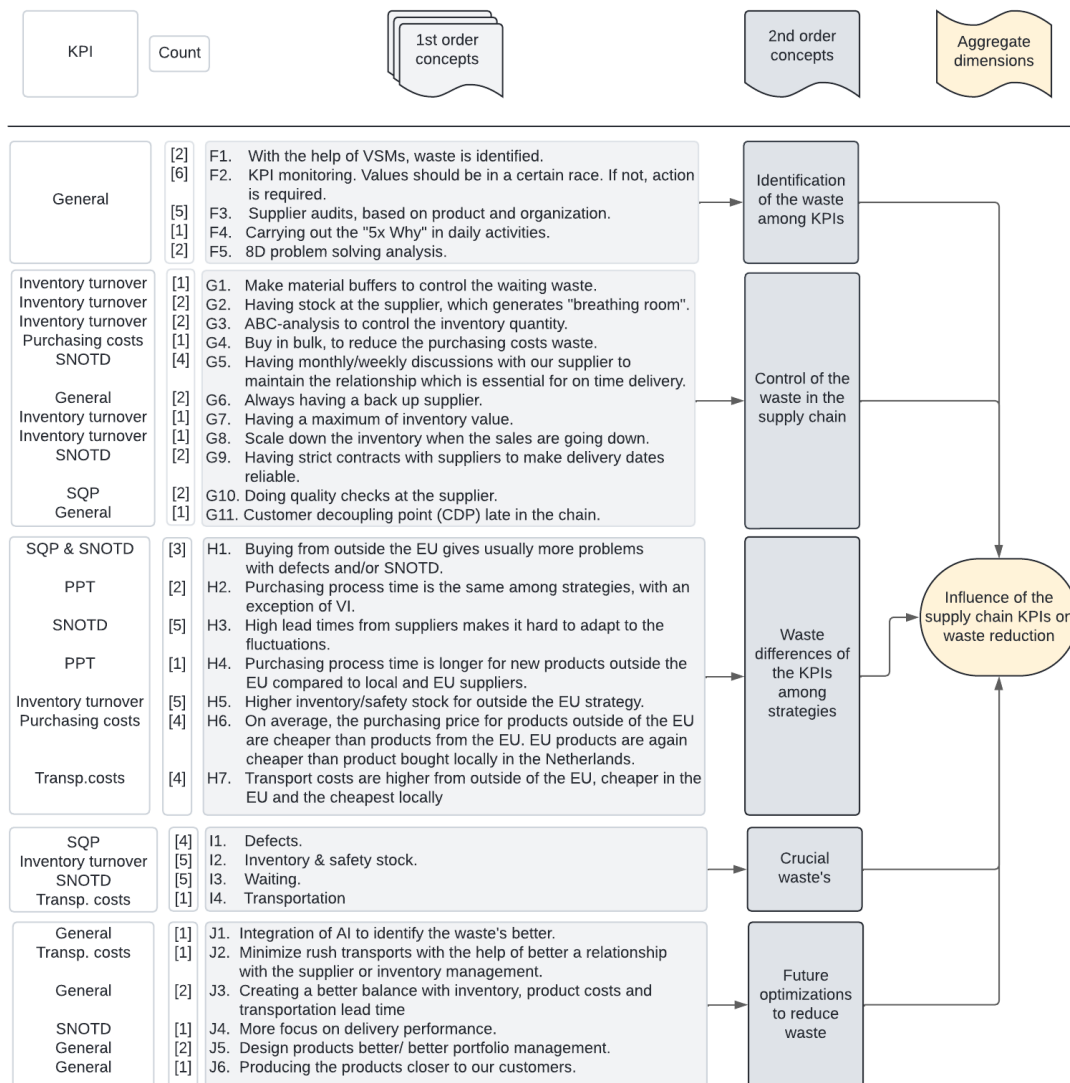 KPI
Count
1st order
concepts
2nd order
concepts
Aggregate
dimensions
General
[2] F1. With the help of VSMs, waste is identified.
[6] F2. KPI monitoring. Values should be in a certain race. If not, action
is required.
[5] F3. Supplier audits, based on product and organization.
[1] F4. Carrying out the "5x Why" in daily activities.
[2] F5. 8D problem solving analysis.
Identification
of the waste
among KPIs
Inventory turnover [1] G1. Make material buffers to control the waiting waste.
Inventory turnover [2] G2. Having stock at the supplier, which generates "breathing room".
Inventory turnover [2] G3. ABC-analysis to control the inventory quantity.
Purchasing costs [1] G4. Buy in bulk, to reduce the purchasing costs waste.
SNOTD [4] G5. Having monthly/weekly discussions with our supplier to
maintain the relationship which is essential for on time delivery.
General [2] G6. Always having a back up supplier.
Inventory turnover [1] G7. Having a maximum of inventory value.
Inventory turnover [1] G8. Scale down the inventory when the sales are going down.
SNOTD [2] G9. Having strict contracts with suppliers to make delivery dates
reliable.
SQP [2] G10. Doing quality checks at the supplier.
General [1] G11. Customer decoupling point (CDP) late in the chain.
Control of the
waste in the
supply chain
SQP & SNOTD [3] H1. Buying from outside the EU gives usually more problems
with defects and/or SNOTD.
PPT [2] H2. Purchasing process time is the same among strategies, with an
exception of VI.
SNOTD [5] H3. High lead times from suppliers makes it hard to adapt to the
fluctuations.
PPT [1] H4. Purchasing process time is longer for new products outside the
EU compared to local and EU suppliers.
Inventory turnover [5] H5. Higher inventory/safety stock for outside the EU strategy.
Purchasing costs [4] H6. On average, the purchasing price for products outside of the EU
are cheaper than products from the EU. EU products are again
cheaper than product bought locally in the Netherlands.
Transp.costs [4] H7. Transport costs are higher from outside of the EU, cheaper in the
EU and the cheapest locally
Waste
differences of
the KPIs
among
strategies
Influence of the
supply chain KPIs on
waste reduction
SQP [4] I1. Defects.
Inventory turnover [5] I2. Inventory & safety stock.
SNOTD [5] I3. Waiting.
Transp. costs [1] I4. Transportation
Crucial
waste's
General [1] J1. Integration of AI to identify the waste's better.
Transp. costs [1] J2. Minimize rush transports with the help of better a relationship
with the supplier or inventory management.
General [2] J3. Creating a better balance with inventory, product costs and
transportation lead time
SNOTD [1] J4. More focus on delivery performance.
General [2] J5. Design products better/ better portfolio management.
General [1] J6. Producing the products closer to our customers.
Future
optimizations
to reduce
waste